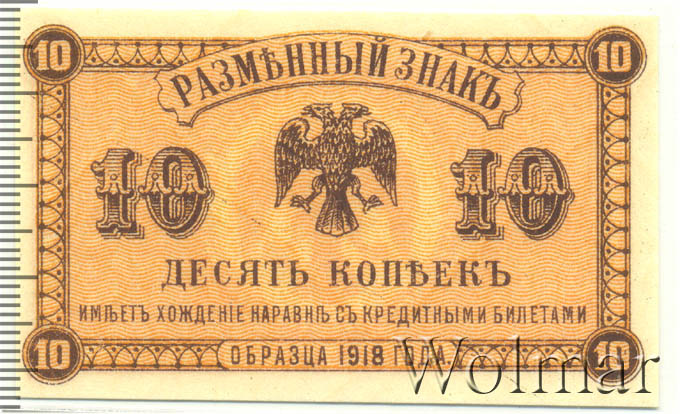 10 10
РАЗМѢННЫЙ ЗНАКЪ
10 10
ДЕСЯТЬ КОПѢЕКЪ
ИМѢЕТЪ ХОЖДЕНІЕ НАРАВНѢ СЪ КРЕДИТНЫМИ БИЛЕТАМИ
10 ОБРАЗЦА 1918 ГОДА. 10
Wolmar